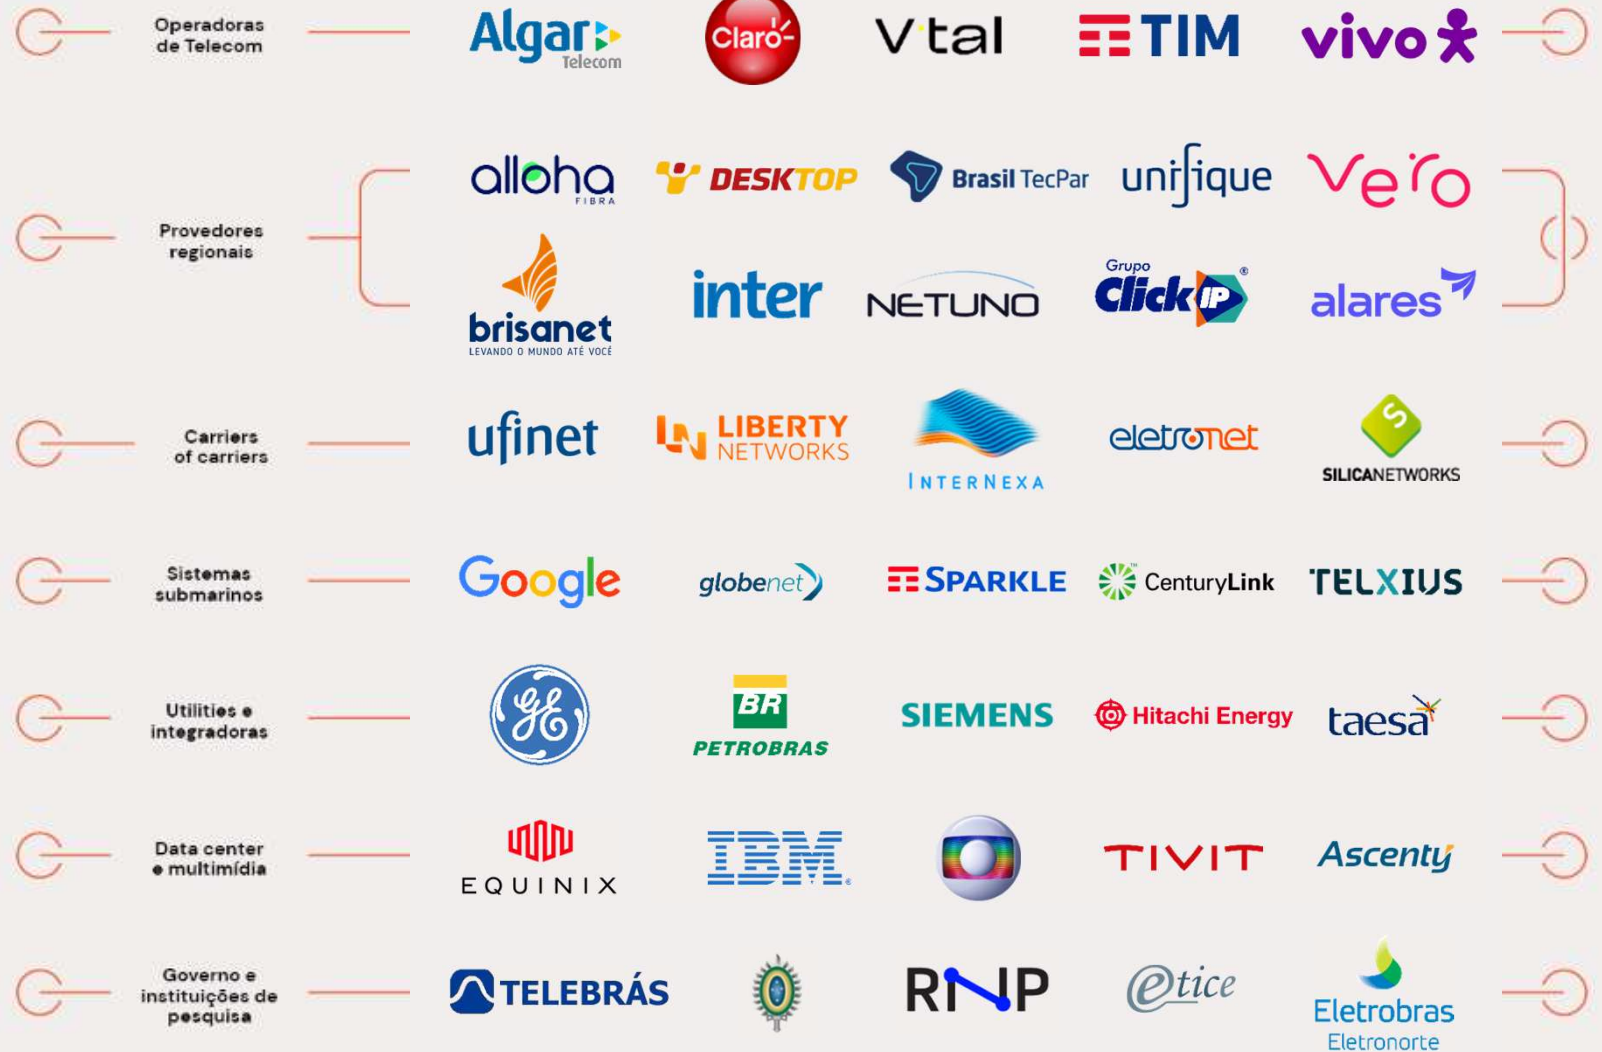 Operadoras
de Telecom
Algar
Telecom
Claro
V·tal
TIM
vivo
Provedores
regionais
alloha
FIBRA
DESKTOP
Brasil TecPar
unifique
Vero
brisanet
LEVANDO O MUNDO ATÉ VOCÊ
inter
NETUNO
Grupo
Click IP
®
alares
Carriers
of carriers
ufinet
LN LIBERTY
NETWORKS
INTERNEXA
eletronet
S
SILICANETWORKS
Sistemas
submarinos
Google
globenet
SPARKLE
CenturyLink
TELXIUS
Utilities e
integradoras
GE
BR
PETROBRAS
SIEMENS
Hitachi Energy
taesa
Data center
e multimídia
EQUINIX
IBM®
TIVIT
Ascenty
Governo e
instituições de
pesquisa
TELEBRÁS
RNP
etice
Eletrobras
Eletronorte